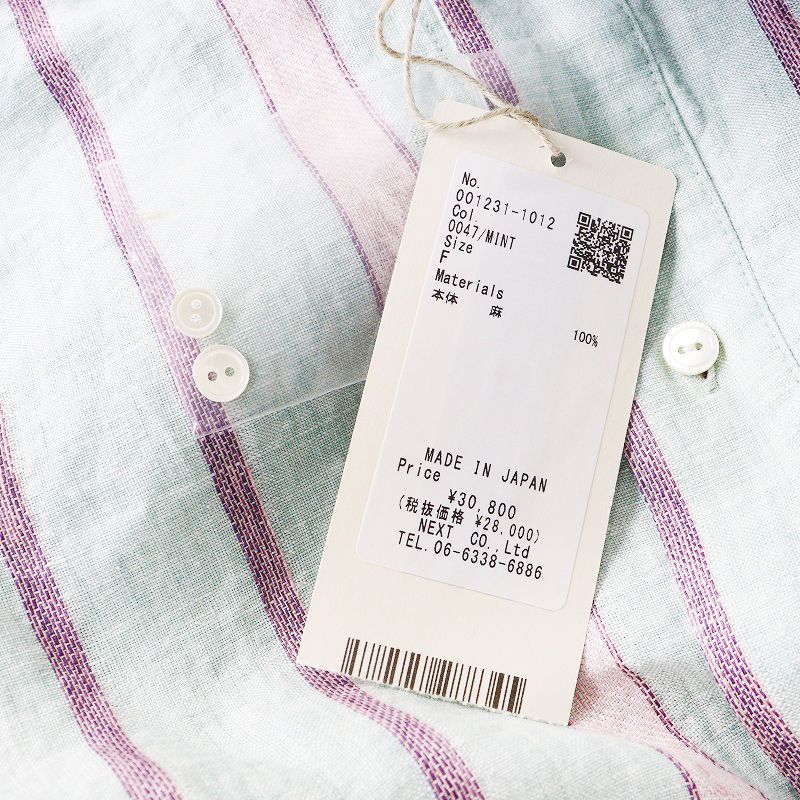 No.
001231-1012
Col.
0047/MINT
Size
F
Materials
本体 麻
100%
MADE IN JAPAN
Price
¥30,800
(税抜価格 ¥28,000)
NEXT CO.,Ltd
TEL.06-6338-6886